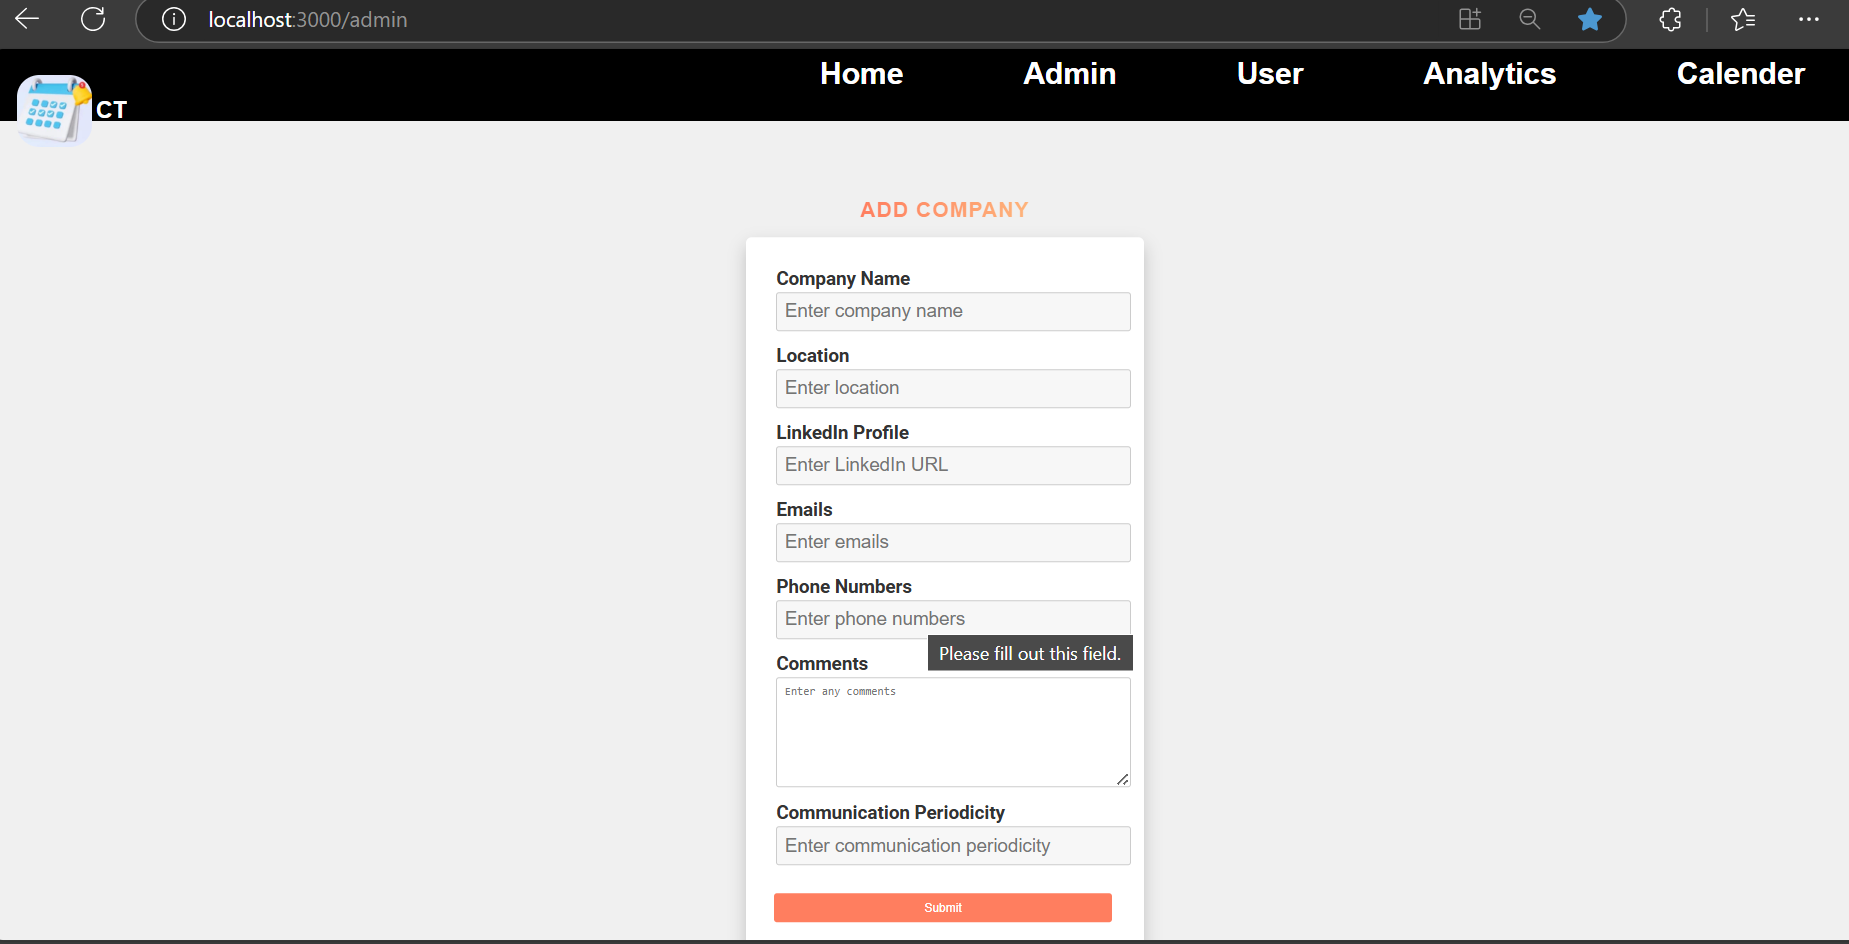 localhost:3000/admin
Home Admin User Analytics Calender
CT
ADD COMPANY
Company Name
Enter company name
Location
Enter location
LinkedIn Profile
Enter LinkedIn URL
Emails
Enter emails
Phone Numbers
Enter phone numbers
Please fill out this field.
Comments
Enter any comments
Communication Periodicity
Enter communication periodicity
Submit